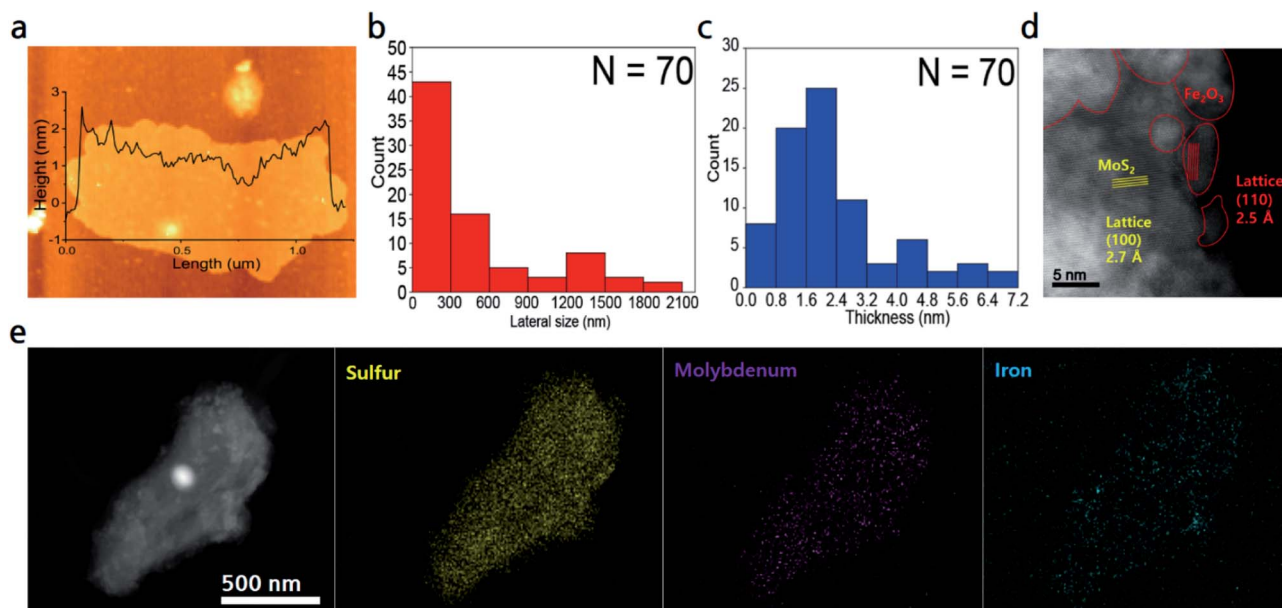 a
3
2
1
0
-1
Height (nm)
0.0 0.5 1.0
Length (um)
b
N = 70
50
45
40
35
30
25
20
15
10
5
0
Count
0 300 600 900 1200 1500 1800 2100
Lateral size (nm)
c
N = 70
30
25
20
15
10
5
0
Count
0.0 0.8 1.6 2.4 3.2 4.0 4.8 5.6 6.4 7.2
Thickness (nm)
d
Fe₂O₃
MoS₂
Lattice
(110)
2.5 Å
Lattice
(100)
2.7 Å
5 nm
e
500 nm
Sulfur
Molybdenum
Iron